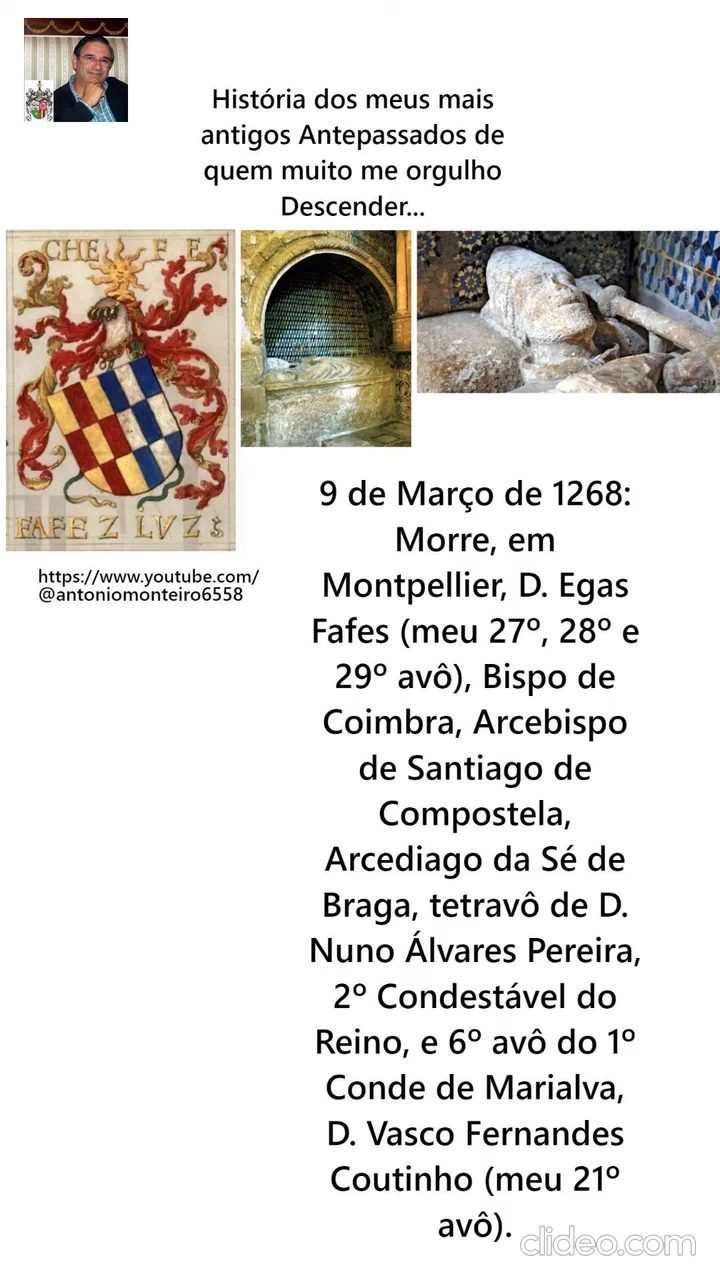 História dos meus mais
antigos Antepassados de
quem muito me orgulho
Descender...
CHE F E
FAFE Z LVZ
https://www.youtube.com/
@antoniomonteiro6558
9 de Março de 1268:
Morre, em
Montpellier, D. Egas
Fafes (meu 27º, 28º e
29º avô), Bispo de
Coimbra, Arcebispo
de Santiago de
Compostela,
Arcediago da Sé de
Braga, tetravô de D.
Nuno Álvares Pereira,
2º Condestável do
Reino, e 6º avô do 1º
Conde de Marialva,
D. Vasco Fernandes
Coutinho (meu 21º
avô).
clideo.com